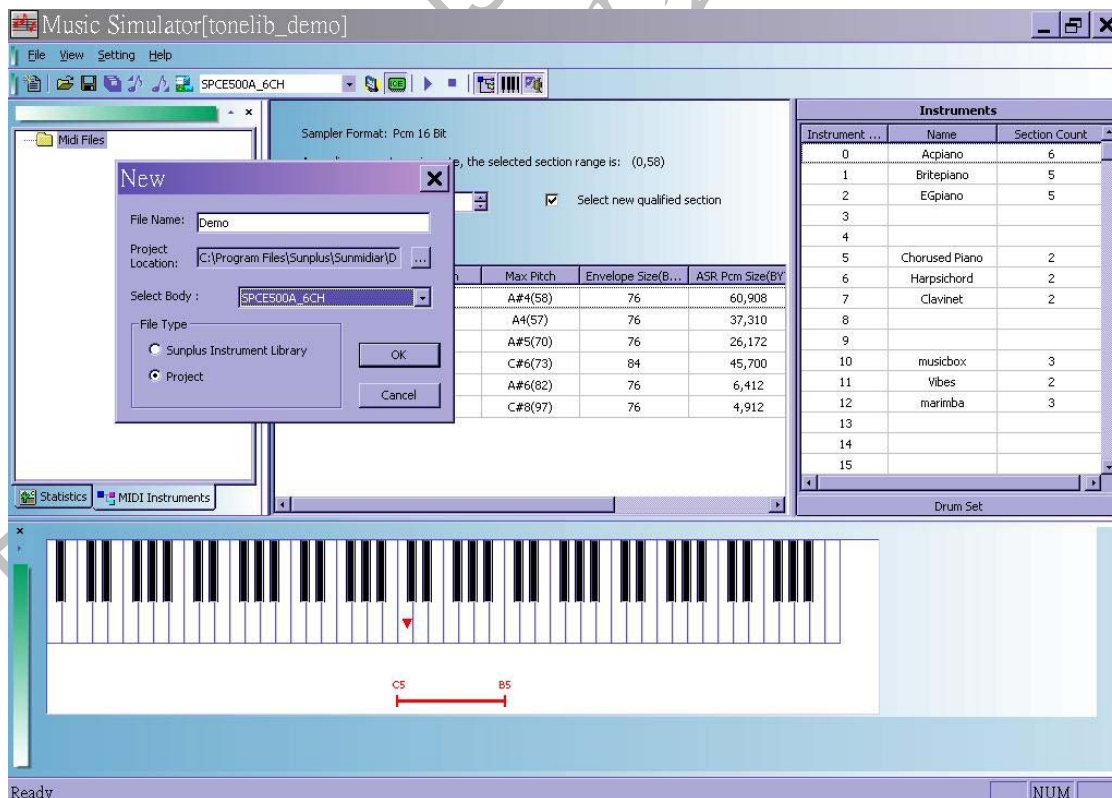 Music Simulator[tonelib_demo]
File View Setting Help
SPCE500A_6CH
Midi Files
Sampler Format: Pcm 16 Bit
e, the selected section range is: (0,58)
Select new qualified section
Max Pitch Envelope Size(B... ASR Pcm Size(BY
A#4(58) 76 60,908
A4(57) 76 37,310
A#5(70) 76 26,172
C#6(73) 84 45,700
A#6(82) 76 6,412
C#8(97) 76 4,912
New
File Name: Demo
Project
Location: C:\Program Files\Sunplus\Sunmidiar\D ...
Select Body : SPCE500A_6CH
File Type
Sunplus Instrument Library
Project
OK
Cancel
Instruments
Instrument ... Name Section Count
0 Acpiano 6
1 Britepiano 5
2 EGpiano 5
3
4
5 Chorused Piano 2
6 Harpsichord 2
7 Clavinet 2
8
9
10 musicbox 3
11 Vibes 2
12 marimba 3
13
14
15
Drum Set
Statistics MIDI Instruments
C5 B5
Ready NUM